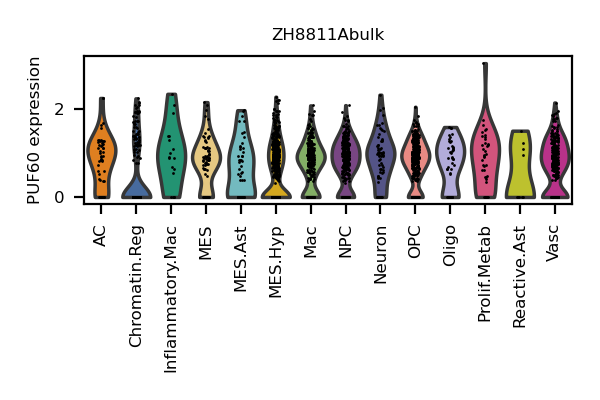 ZH8811Abulk
PUF60 expression
2
0
AC
Chromatin.Reg
Inflammatory.Mac
MES
MES.Ast
MES.Hyp
Mac
NPC
Neuron
OPC
Oligo
Prolif.Metab
Reactive.Ast
Vasc